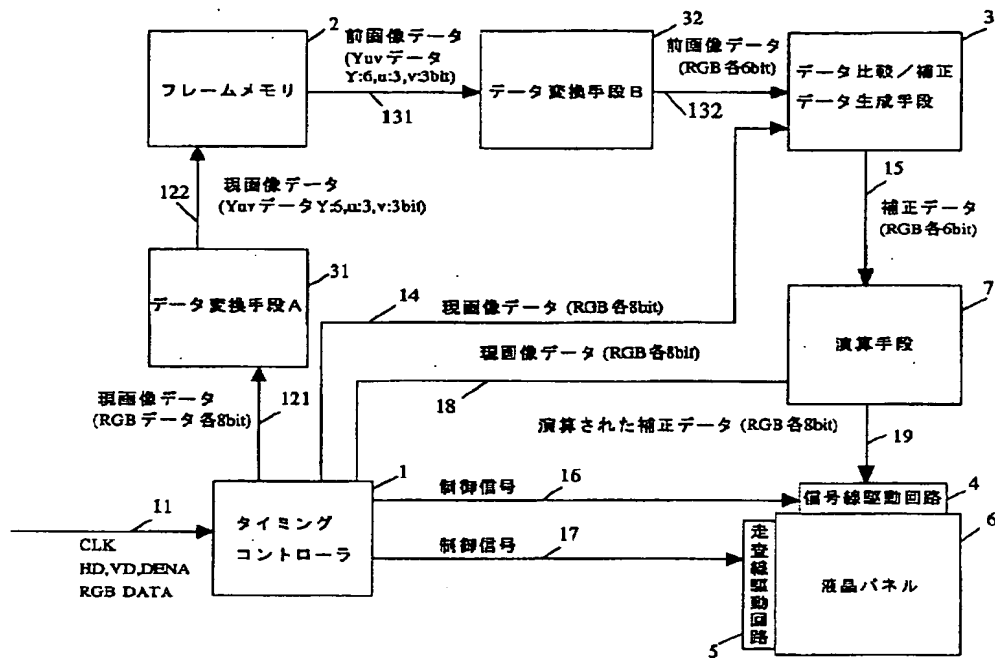 2
フレームメモリ
前画像データ
(Yuvデータ
Y:6,u:3,v:3bit)
131
32
データ変換手段B
前画像データ
(RGB各6bit)
132
3
データ比較/補正
データ生成手段
122
現画像データ
(YuvデータY:6,u:3,v:3bit)
15
補正データ
(RGB各6bit)
31
データ変換手段A
14
現画像データ(RGB各8bit)
7
演算手段
現画像データ
(RGBデータ各8bit)
121
現画像データ(RGB各8bit)
18
演算された補正データ(RGB各8bit)
19
11
CLK
HD,VD,DENA
RGB DATA
1
タイミング
コントローラ
制御信号
16
制御信号
17
信号線駆動回路
4
走査線駆動回路
5
液晶パネル
6